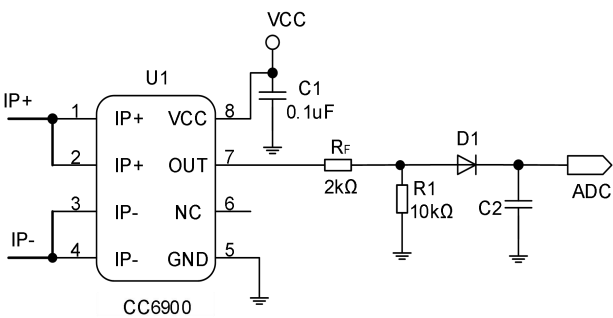 VCC
U1
C1
0.1uF
IP+
1 IP+ VCC 8
2 IP+ OUT 7
RF
2kΩ
D1
ADC
3 IP- NC 6
R1
10kΩ
C2
IP-
4 IP- GND 5
CC6900